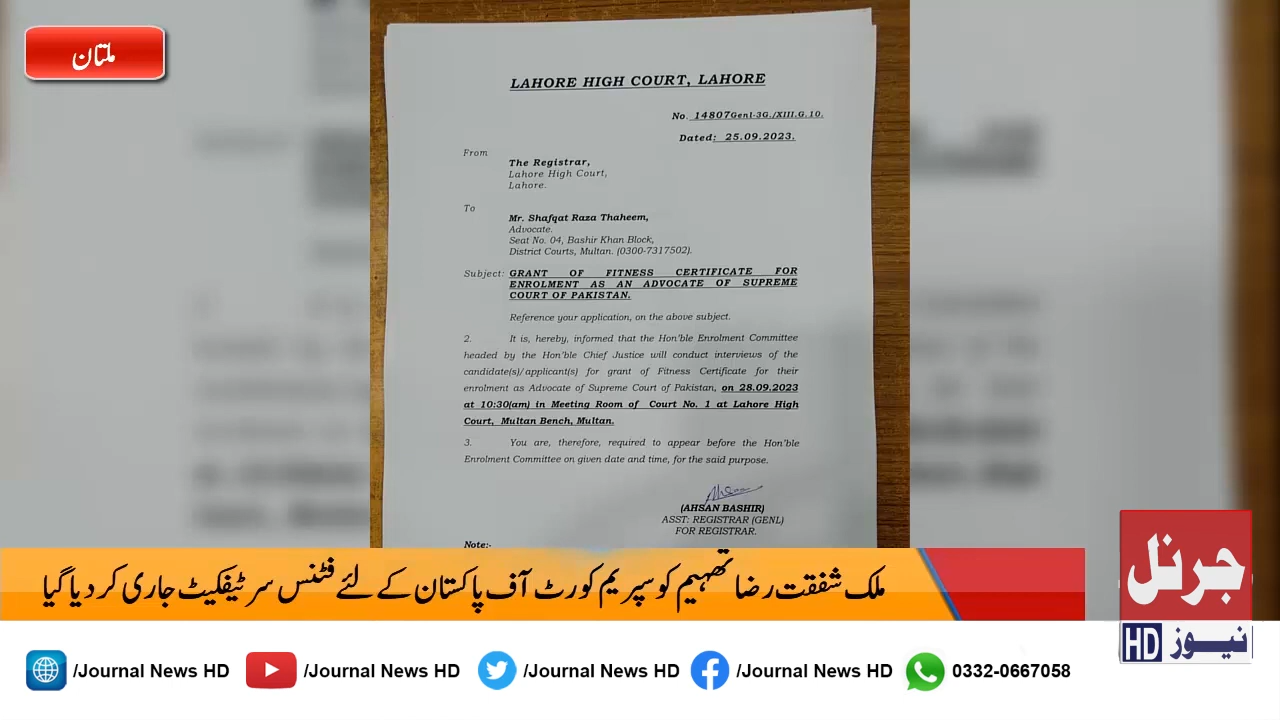 ملتان
LAHORE HIGH COURT, LAHORE
No. 14807Genl-3G./XIII.G.10.
Dated: 25.09.2023.
From
The Registrar,
Lahore High Court,
Lahore.
To
Mr. Shafqat Raza Thaheem,
Advocate.
Seat No. 04, Bashir Khan Block,
District Courts, Multan. (0300-7317502).
Subject: GRANT OF FITNESS CERTIFICATE FOR
ENROLMENT AS AN ADVOCATE OF SUPREME
COURT OF PAKISTAN.
Reference your application, on the above subject.
2. It is, hereby, informed that the Hon'ble Enrolment Committee
headed by the Hon'ble Chief Justice will conduct interviews of the
candidate(s)/applicant(s) for grant of Fitness Certificate for their
enrolment as Advocate of Supreme Court of Pakistan, on 28.09.2023
at 10:30(am) in Meeting Room of Court No. 1 at Lahore High
Court, Multan Bench, Multan.
3. You are, therefore, required to appear before the Hon'ble
Enrolment Committee on given date and time, for the said purpose.
(AHSAN BASHIR)
ASST: REGISTRAR (GENL)
FOR REGISTRAR.
Note:-
ملک شفقت رضا تھہیم کو سپریم کورٹ آف پاکستان کے لئے فٹنس سرٹیفکیٹ جاری کر دیا گیا
جرنل
نیوز HD
/Journal News HD /Journal News HD /Journal News HD /Journal News HD 0332-0667058